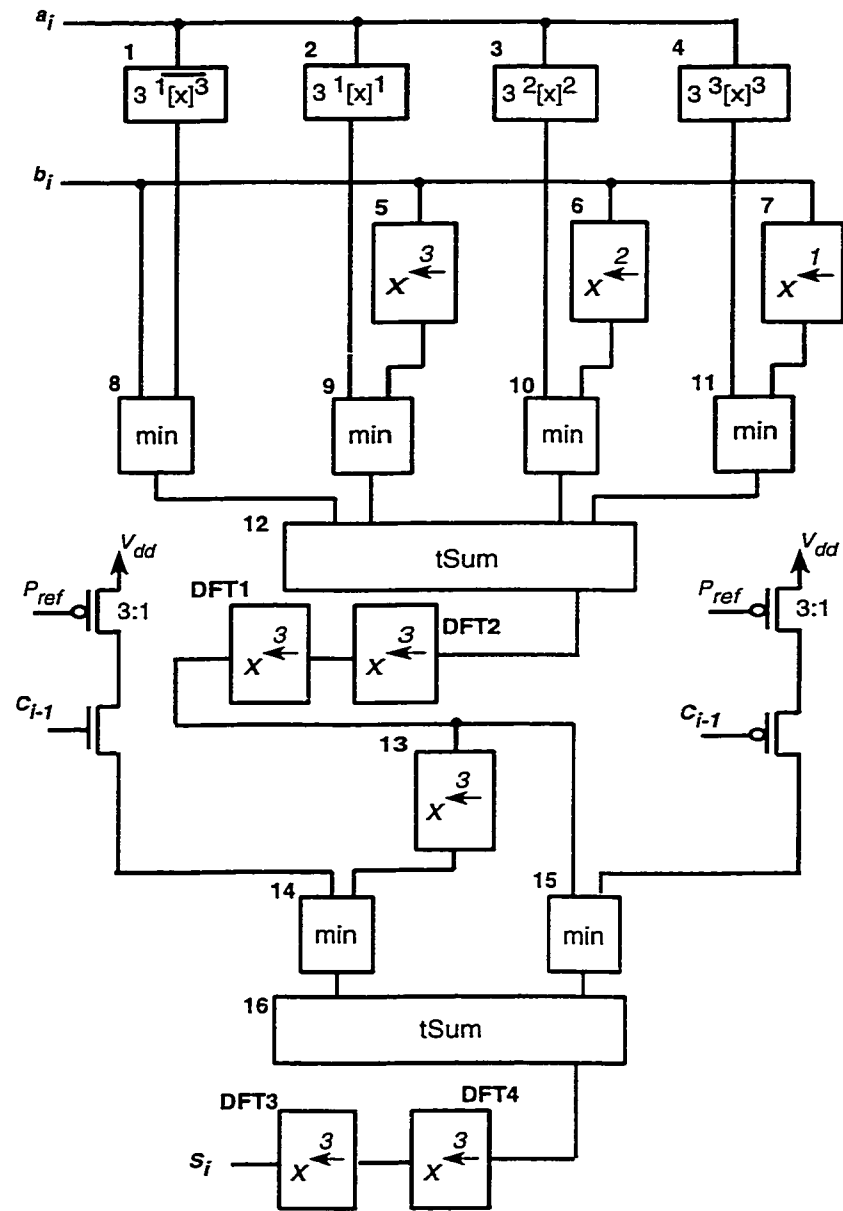 a_i
1 2 3 4
3 ^1[x]^3 3 ^1[x]^1 3 ^2[x]^2 3 ^3[x]^3
b_i
5 6 7
x ←3 x ←2 x ←1
8 9 10 11
min min min min
12
tSum
V_dd V_dd
P_ref 3:1 P_ref 3:1
DFT1 DFT2
x ←3 x ←3
C_i-1 C_i-1
13
x ←3
14 15
min min
16
tSum
DFT3 DFT4
S_i x ←3 x ←3